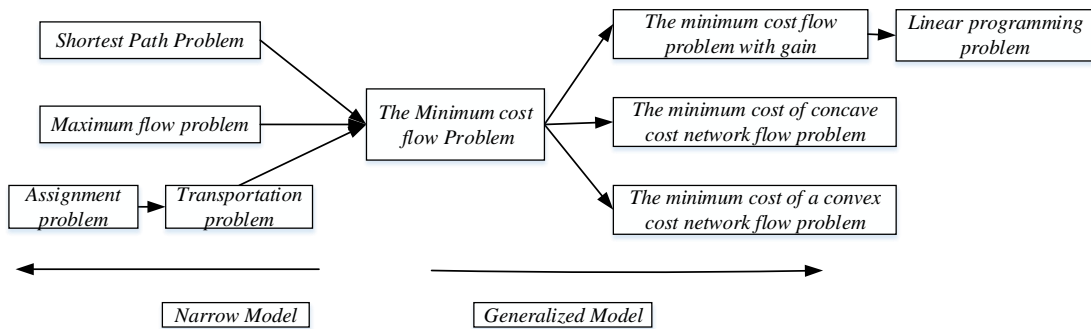 Shortest Path Problem
Maximum flow problem
Assignment
problem
Transportation
problem
The Minimum cost
flow Problem
The minimum cost flow
problem with gain
Linear programming
problem
The minimum cost of concave
cost network flow problem
The minimum cost of a convex
cost network flow problem
Narrow Model
Generalized Model